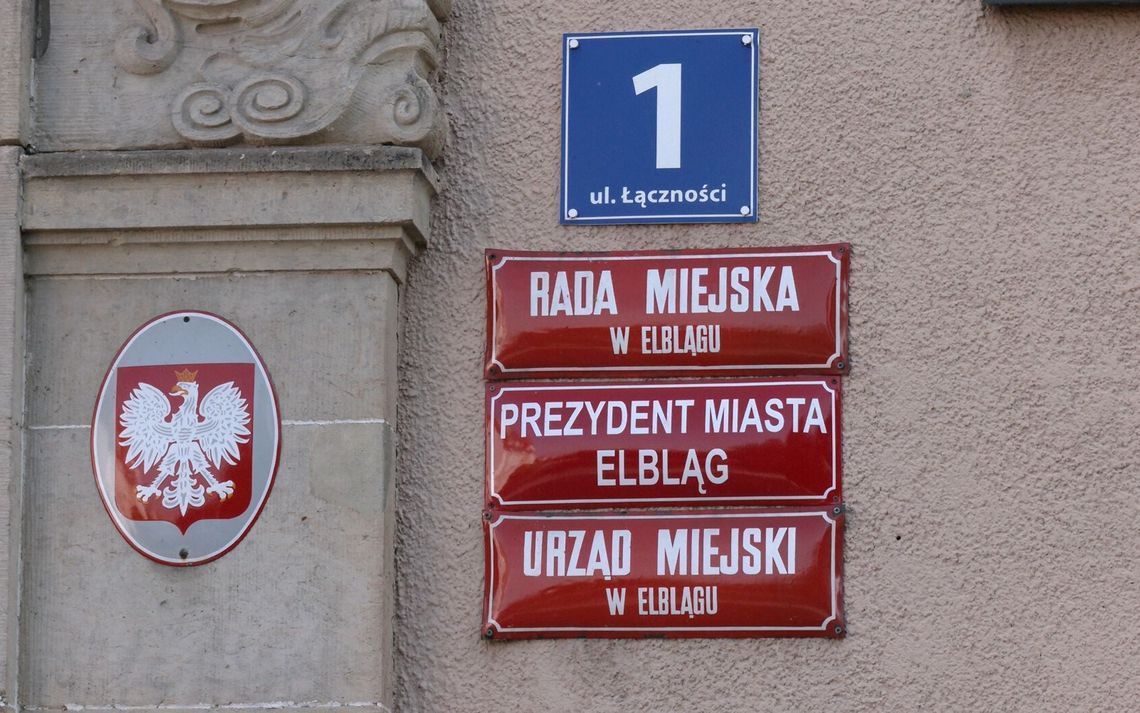 1
ul. Łączności
RADA MIEJSKA
W ELBLĄGU
PREZYDENT MIASTA
ELBLĄG
URZĄD MIEJSKI
W ELBLĄGU